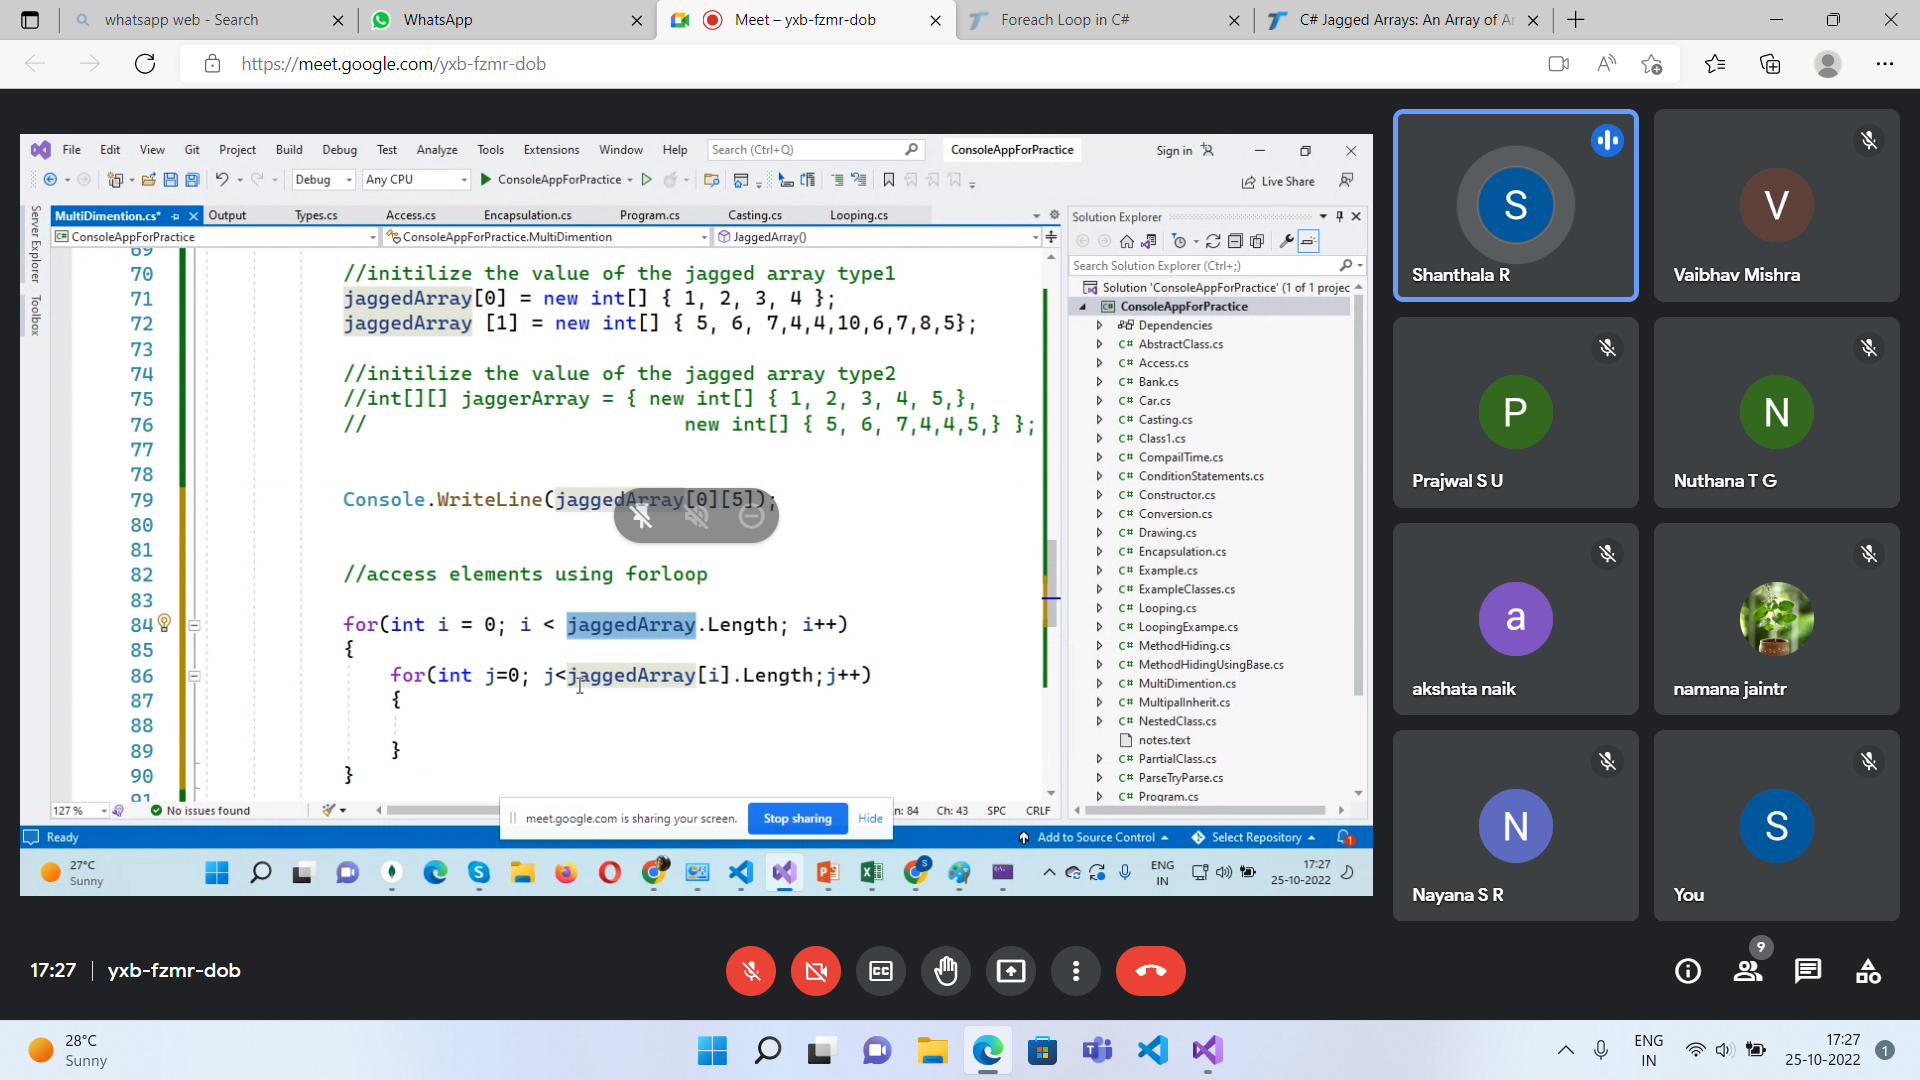 whatsapp web - Search
WhatsApp
Meet – yxb-fzmr-dob
Foreach Loop in C#
C# Jagged Arrays: An Array of Ar
https://meet.google.com/yxb-fzmr-dob
File Edit View Git Project Build Debug Test Analyze Tools Extensions Window Help
Search (Ctrl+Q)
ConsoleAppForPractice
Sign in
Debug
Any CPU
ConsoleAppForPractice
Live Share
Server Explorer
Toolbox
MultiDimention.cs*
Output
Types.cs
Access.cs
Encapsulation.cs
Program.cs
Casting.cs
Looping.cs
ConsoleAppForPractice
ConsoleAppForPractice.MultiDimention
JaggedArray()
69
70 //initilize the value of the jagged array type1
71 jaggedArray[0] = new int[] { 1, 2, 3, 4 };
72 jaggedArray [1] = new int[] { 5, 6, 7,4,4,10,6,7,8,5};
73
74 //initilize the value of the jagged array type2
75 //int[][] jaggerArray = { new int[] { 1, 2, 3, 4, 5,},
76 // new int[] { 5, 6, 7,4,4,5,} };
77
78
79 Console.WriteLine(jaggedArray[0][5]);
80
81
82 //access elements using forloop
83
84 for(int i = 0; i < jaggedArray.Length; i++)
85 {
86 for(int j=0; j<jaggedArray[i].Length;j++)
87 {
88
89 }
90 }
91
127 %
No issues found
n: 84
Ch: 43
SPC
CRLF
meet.google.com is sharing your screen.
Stop sharing
Hide
Ready
Add to Source Control
Select Repository
1
Solution Explorer
Search Solution Explorer (Ctrl+;)
Solution 'ConsoleAppForPractice' (1 of 1 projec
ConsoleAppForPractice
Dependencies
C# AbstractClass.cs
C# Access.cs
C# Bank.cs
C# Car.cs
C# Casting.cs
C# Class1.cs
C# CompailTime.cs
C# ConditionStatements.cs
C# Constructor.cs
C# Conversion.cs
C# Drawing.cs
C# Encapsulation.cs
C# Example.cs
C# ExampleClasses.cs
C# Looping.cs
C# LoopingExampe.cs
C# MethodHiding.cs
C# MethodHidingUsingBase.cs
C# MultiDimention.cs
C# MultipalInherit.cs
C# NestedClass.cs
notes.text
C# ParrtialClass.cs
C# ParseTryParse.cs
C# Program.cs
27°C
Sunny
S
ENG
IN
17:27
25-10-2022
S
Shanthala R
V
Vaibhav Mishra
P
Prajwal S U
N
Nuthana T G
a
akshata naik
namana jaintr
N
Nayana S R
S
You
17:27
yxb-fzmr-dob
CC
9
28°C
Sunny
ENG
IN
17:27
25-10-2022
1